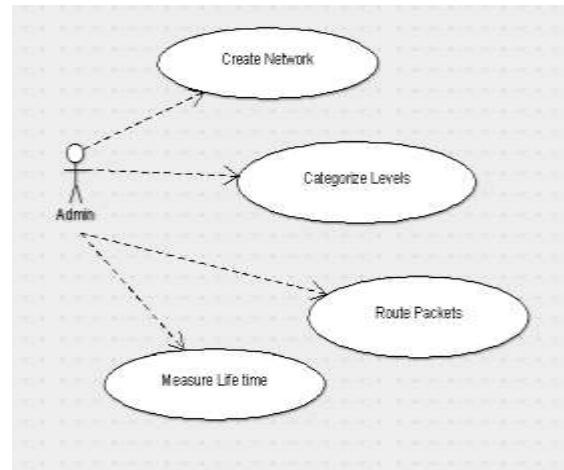 Create Network
Categorize Levels
Admin
Route Packets
Measure Life time